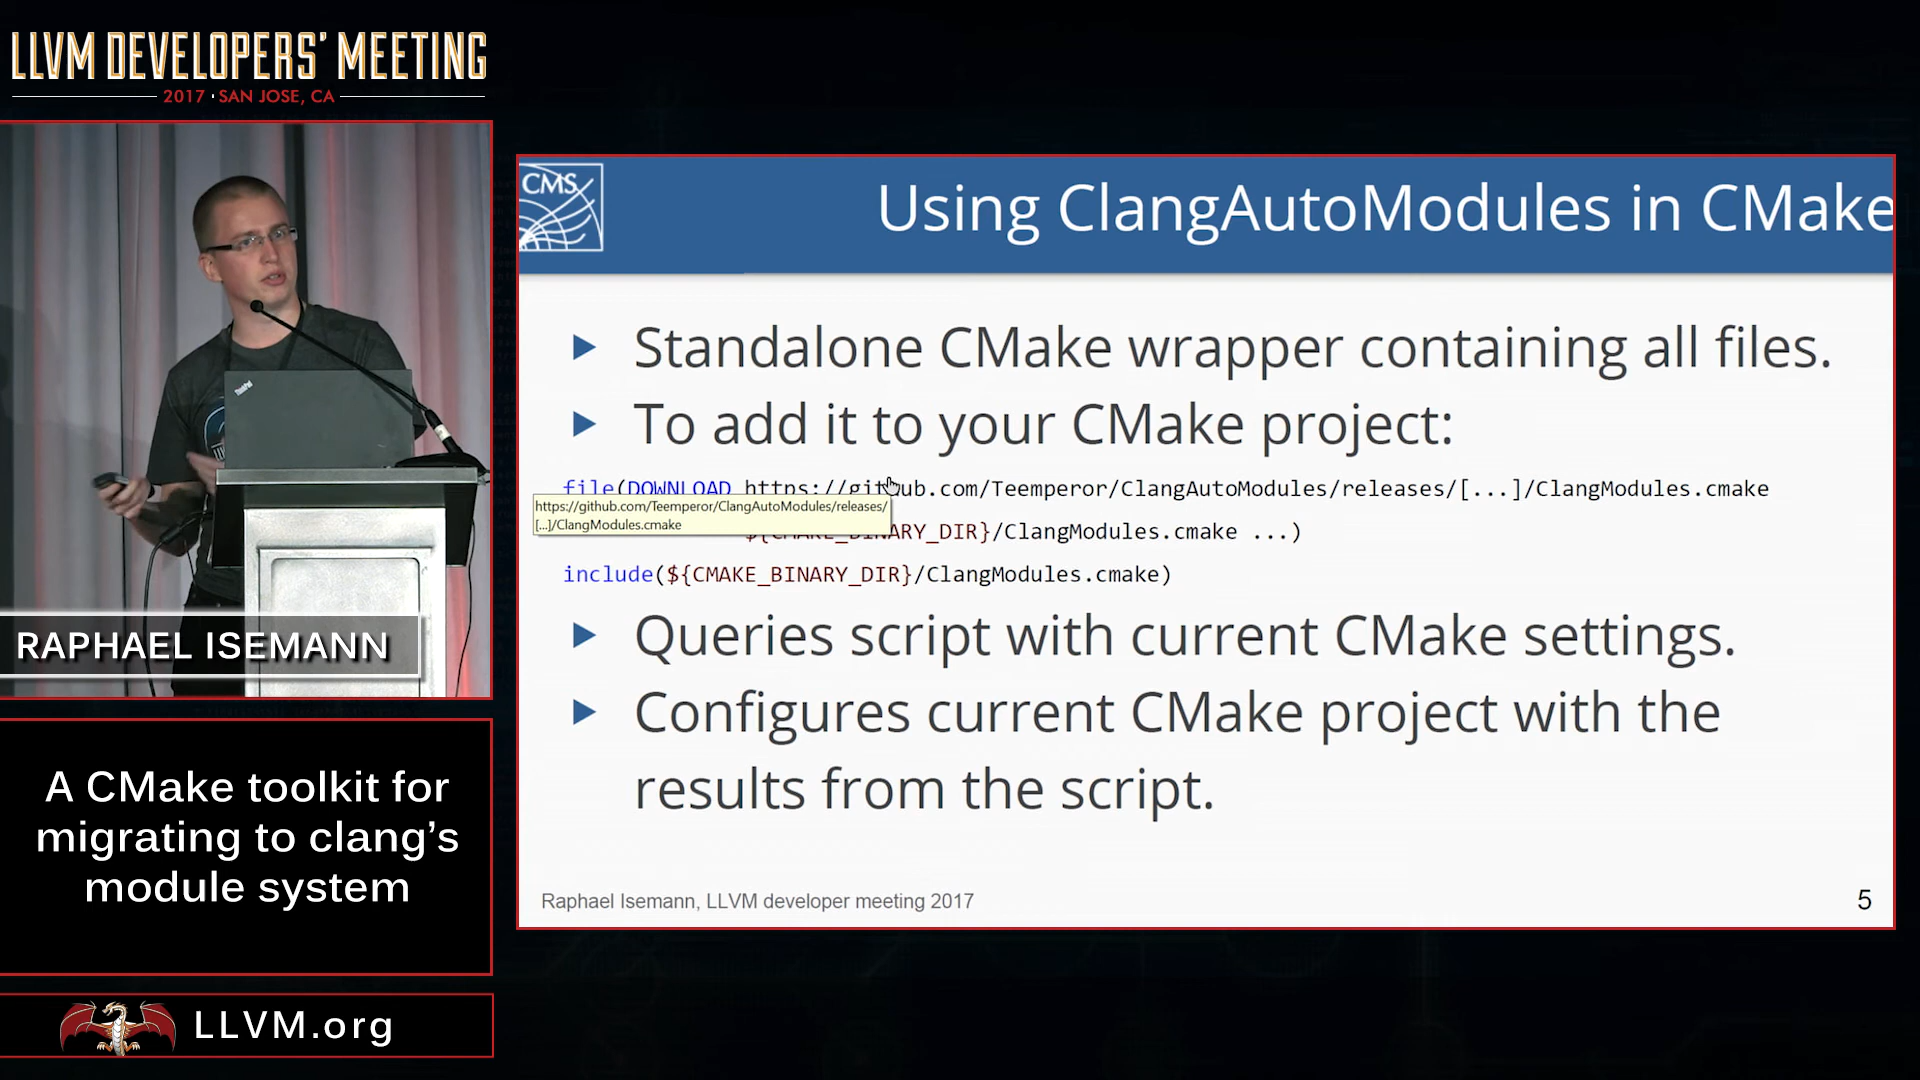 LLVM DEVELOPERS' MEETING
2017 · SAN JOSE, CA
ThinkPad
RAPHAEL ISEMANN
A CMake toolkit for
migrating to clang's
module system
LLVM.org
CMS
Using ClangAutoModules in CMake
Standalone CMake wrapper containing all files.
To add it to your CMake project:
file(DOWNLOAD https://github.com/Teemperor/ClangAutoModules/releases/[...]/ClangModules.cmake
https://github.com/Teemperor/ClangAutoModules/releases/
[...]/ClangModules.cmake
${CMAKE_BINARY_DIR}/ClangModules.cmake ...)
include(${CMAKE_BINARY_DIR}/ClangModules.cmake)
Queries script with current CMake settings.
Configures current CMake project with the
results from the script.
Raphael Isemann, LLVM developer meeting 2017
5